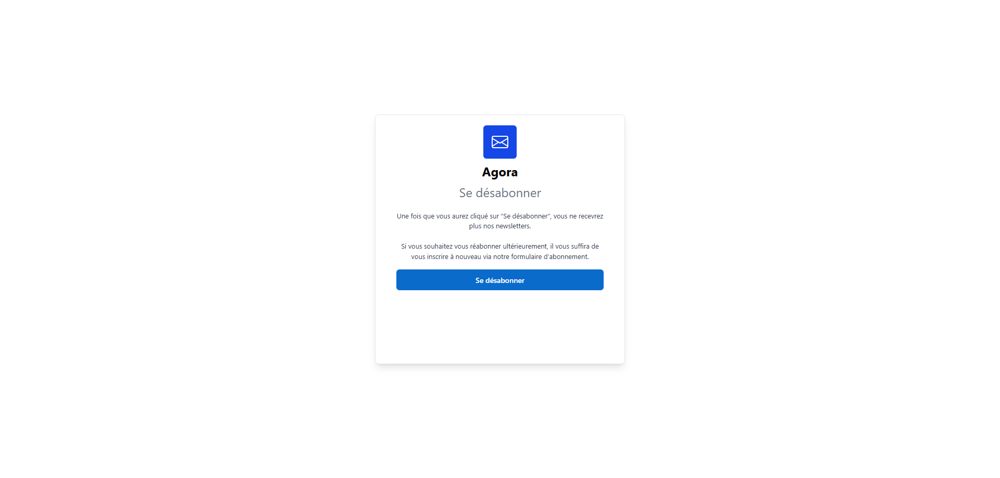 Agora
Se désabonner
Une fois que vous aurez cliqué sur “Se désabonner”, vous ne recevrez
plus nos newsletters.
Si vous souhaitez vous réabonner ultérieurement, il vous suffira de
vous inscrire à nouveau via notre formulaire d’abonnement.
Se désabonner